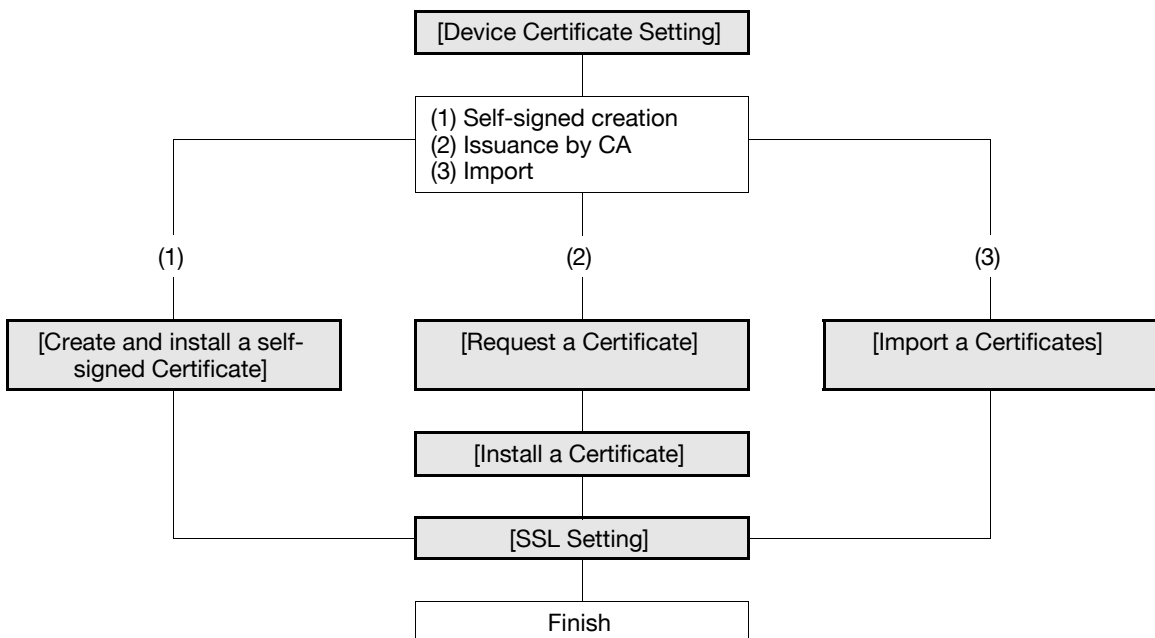 [Device Certificate Setting]
(1) Self-signed creation
(2) Issuance by CA
(3) Import
(1)
(2)
(3)
[Create and install a self-
signed Certificate]
[Request a Certificate]
[Import a Certificates]
[Install a Certificate]
[SSL Setting]
Finish